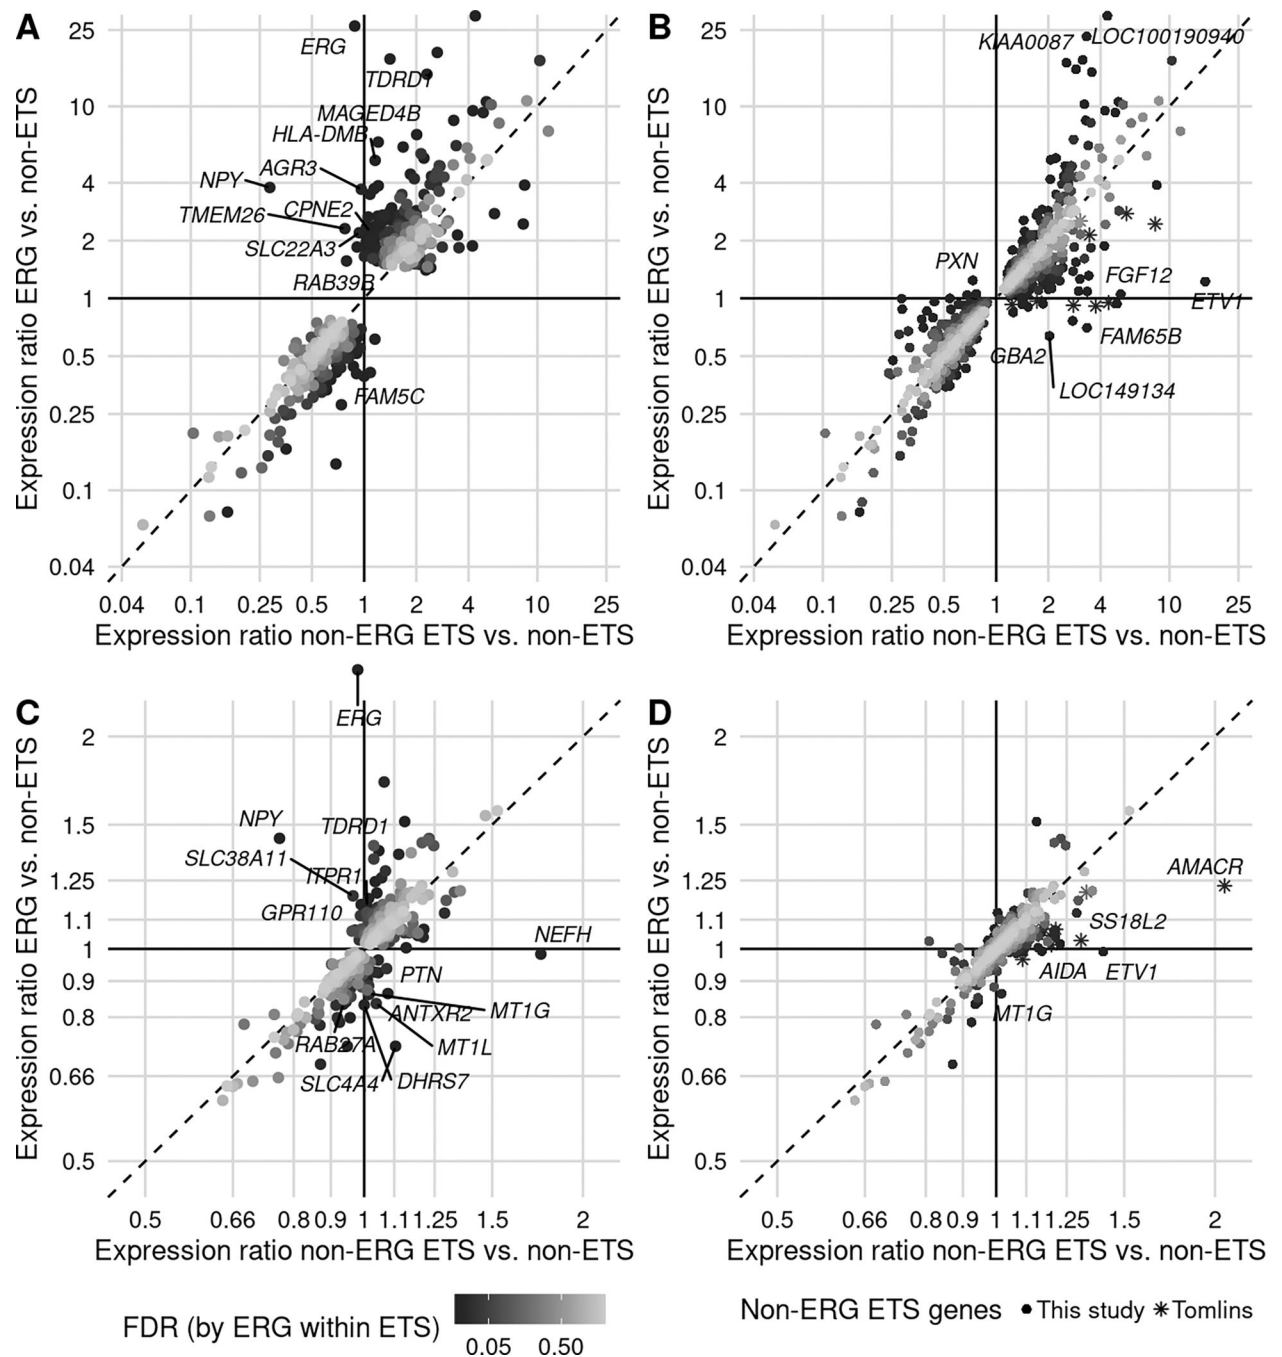 A
Expression ratio ERG vs. non-ETS
25
10
4
2
1
0.5
0.25
0.1
0.04
ERG
TDRD1
MAGED4B
HLA-DMB
AGR3
NPY
CPNE2
TMEM26
SLC22A3
RAB39B
FAM5C
0.04 0.1 0.25 0.5 1 2 4 10 25
Expression ratio non-ERG ETS vs. non-ETS
B
Expression ratio ERG vs. non-ETS
25
10
4
2
1
0.5
0.25
0.1
0.04
KIAA0087 LOC100190940
PXN
FGF12
ETV1
FAM65B
GBA2
LOC149134
0.04 0.1 0.25 0.5 1 2 4 10 25
Expression ratio non-ERG ETS vs. non-ETS
C
Expression ratio ERG vs. non-ETS
2
1.5
1.25
1.1
1
0.9
0.8
0.66
0.5
ERG
NPY
TDRD1
SLC38A11
ITPR1
GPR110
NEFH
PTN
ANTXR2
MT1G
RAB27A
MT1L
SLC4A4
DHRS7
0.5 0.66 0.8 0.9 1 1.1 1.25 1.5 2
Expression ratio non-ERG ETS vs. non-ETS
D
Expression ratio ERG vs. non-ETS
2
1.5
1.25
1.1
1
0.9
0.8
0.66
0.5
AMACR
SS18L2
AIDA
ETV1
MT1G
0.5 0.66 0.8 0.9 1 1.1 1.25 1.5 2
Expression ratio non-ERG ETS vs. non-ETS
FDR (by ERG within ETS)
0.05 0.50
Non-ERG ETS genes This study Tomlins